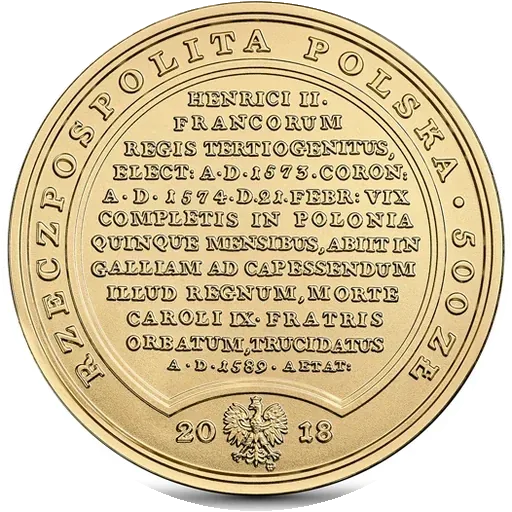 RZECZPOSPOLITA POLSKA · 500 ZŁ
HENRICI II.
FRANCORUM
REGIS TERTIOGENITUS,
ELECT: A·D·1573·CORON:
A·D·1574·D.21.FEBR: VIX
COMPLETIS IN POLONIA
QUINQUE MENSIBUS, ABIIT IN
GALLIAM AD CAPESSENDUM
ILLUD REGNUM, MORTE
CAROLI IX· FRATRIS
ORBATUM, TRUCIDATUS
A·D·1589· AETAT:
20 18